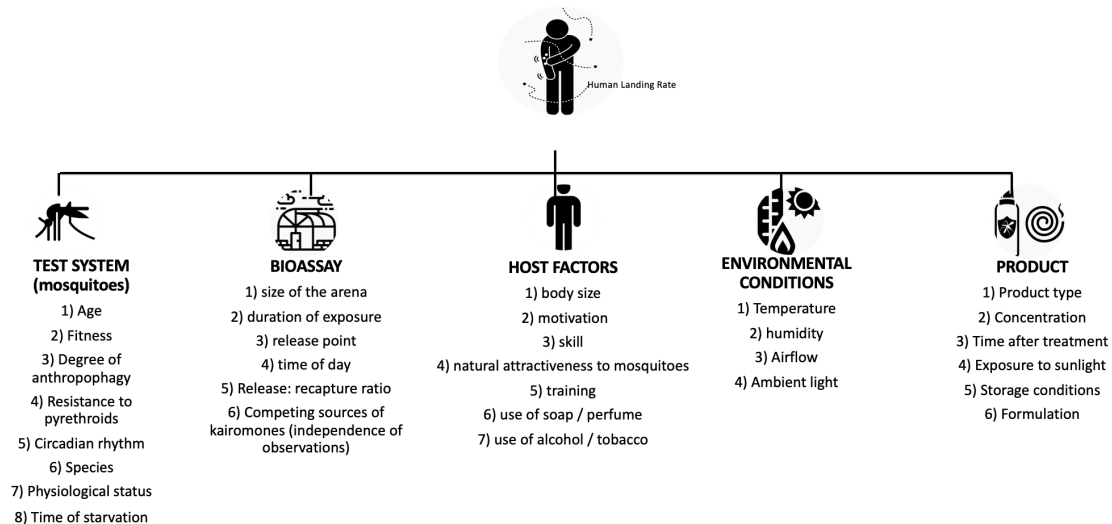 Human Landing Rate
TEST SYSTEM
(mosquitoes)
1) Age
2) Fitness
3) Degree of
anthropophagy
4) Resistance to
pyrethroids
5) Circadian rhythm
6) Species
7) Physiological status
8) Time of starvation
BIOASSAY
1) size of the arena
2) duration of exposure
3) release point
4) time of day
5) Release: recapture ratio
6) Competing sources of
kairomones (independence of
observations)
HOST FACTORS
1) body size
2) motivation
3) skill
4) natural attractiveness to mosquitoes
5) training
6) use of soap / perfume
7) use of alcohol / tobacco
ENVIRONMENTAL
CONDITIONS
1) Temperature
2) humidity
3) Airflow
4) Ambient light
PRODUCT
1) Product type
2) Concentration
3) Time after treatment
4) Exposure to sunlight
5) Storage conditions
6) Formulation